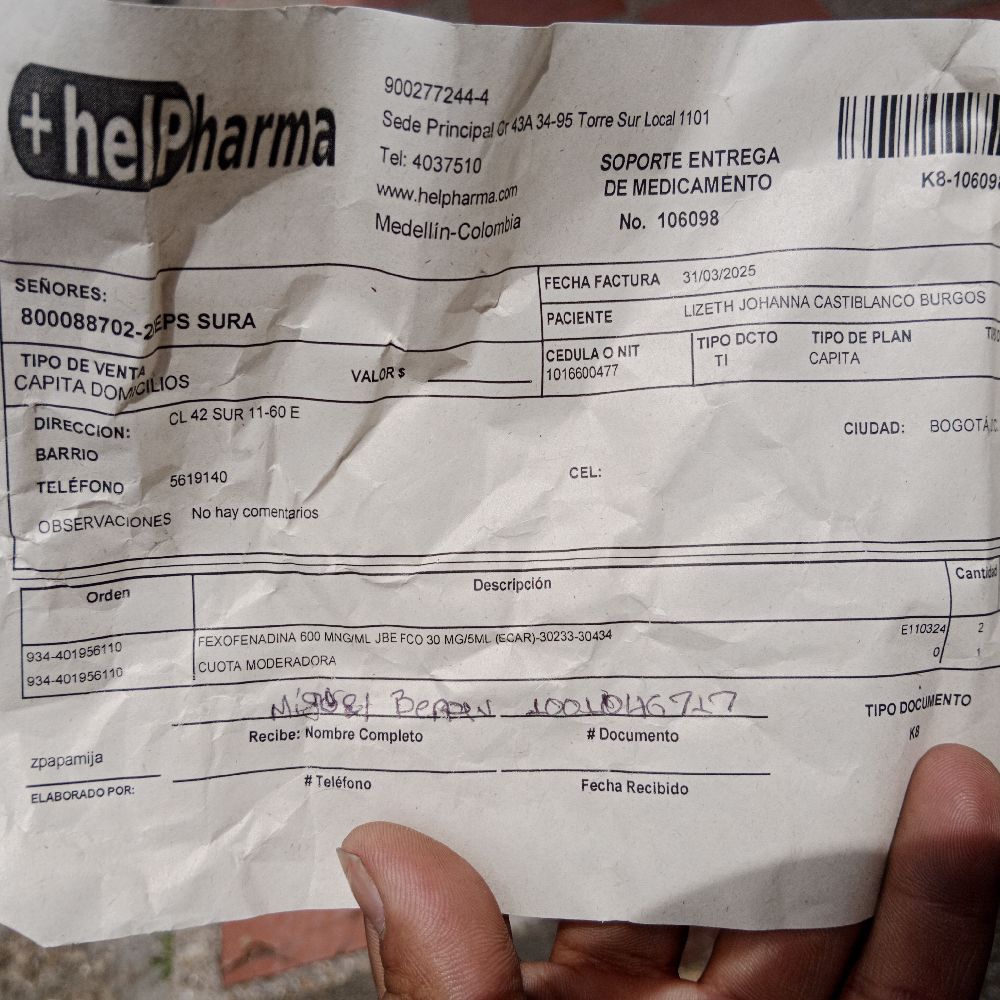 +helPharma
900277244-4
Sede Principal Cr 43A 34-95 Torre Sur Local 1101
Tel: 4037510
www.helpharma.com
Medellín-Colombia
SOPORTE ENTREGA
DE MEDICAMENTO
No. 106098
K8-106098
SEÑORES:
800088702-2EPS SURA
FECHA FACTURA 31/03/2025
PACIENTE LIZETH JOHANNA CASTIBLANCO BURGOS
TIPO DE VENTA
CAPITA DOMICILIOS
VALOR $
CEDULA O NIT
1016600477
TIPO DCTO
TI
TIPO DE PLAN
CAPITA
DIRECCION: CL 42 SUR 11-60 E
BARRIO
CIUDAD: BOGOTÁ
TELÉFONO 5619140
CEL:
OBSERVACIONES No hay comentarios
Orden Descripción Cantidad
934-401956110 FEXOFENADINA 600 MNG/ML JBE FCO 30 MG/5ML (ECAR)-30233-30434 E110324 2
934-401956110 CUOTA MODERADORA 0 1
Miguel
Recibe: Nombre Completo # Documento
TIPO DOCUMENTO
K8
zpapamija
ELABORADO POR:
# Teléfono Fecha Recibido